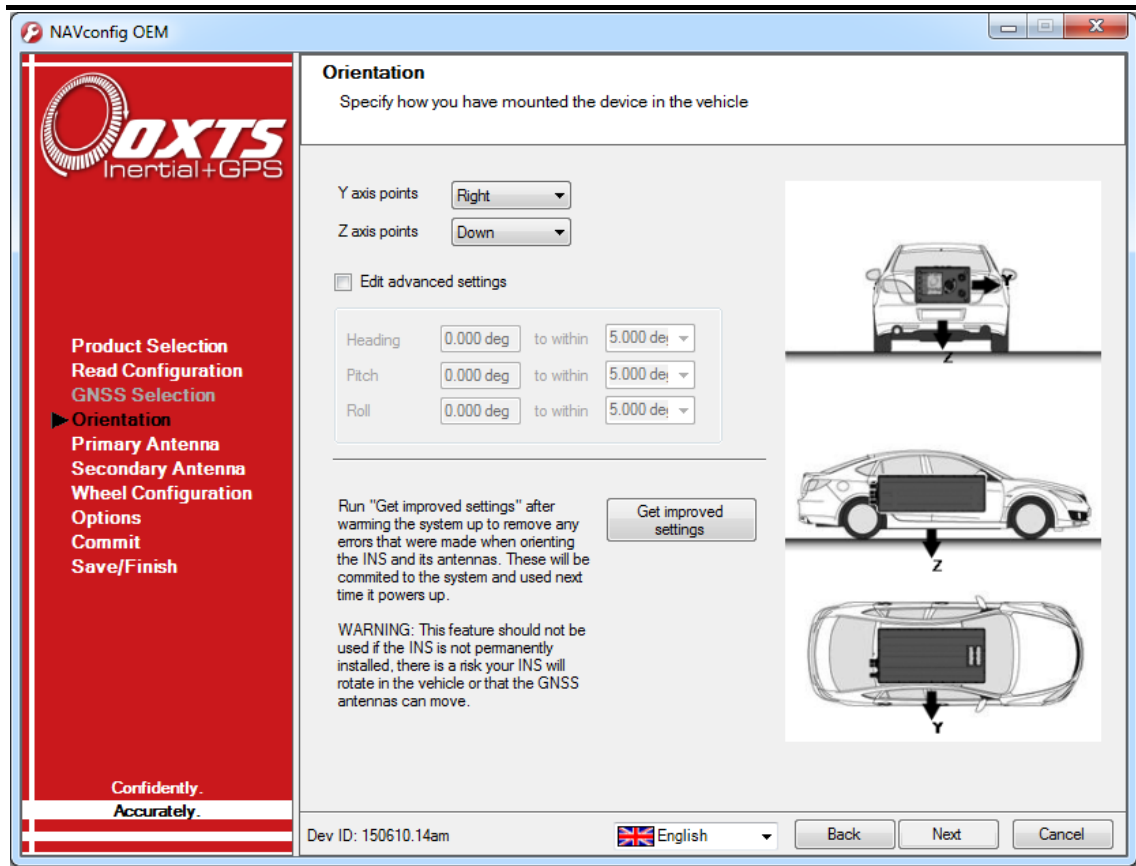 NAVconfig OEM
OXTS
Inertial+GPS
Product Selection
Read Configuration
GNSS Selection
Orientation
Primary Antenna
Secondary Antenna
Wheel Configuration
Options
Commit
Save/Finish
Confidently.
Accurately.
Orientation
Specify how you have mounted the device in the vehicle
Y axis points Right
Z axis points Down
Edit advanced settings
Heading 0.000 deg to within 5.000 deg
Pitch 0.000 deg to within 5.000 deg
Roll 0.000 deg to within 5.000 deg
Run "Get improved settings" after
warming the system up to remove any
errors that were made when orienting
the INS and its antennas. These will be
commited to the system and used next
time it powers up.
WARNING: This feature should not be
used if the INS is not permanently
installed, there is a risk your INS will
rotate in the vehicle or that the GNSS
antennas can move.
Get improved
settings
Y
Z
Z
Y
Dev ID: 150610.14am
English
Back
Next
Cancel